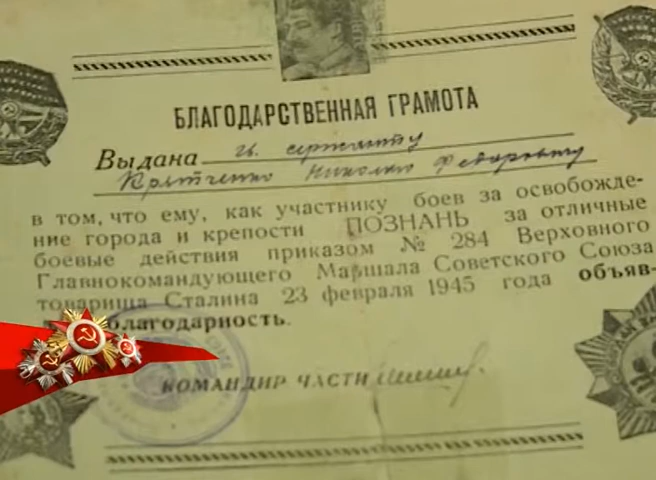 БЛАГОДАРСТВЕННАЯ ГРАМОТА
Выдана гв. сержанту
Николаю Федоровичу
в том, что ему, как участнику боев за освобожде-
ние города и крепости ПОЗНАНЬ за отличные
боевые действия приказом № 284 Верховного
Главнокомандующего Маршала Советского Союза
товарища Сталина 23 февраля 1945 года объяв-
благодарность.
КОМАНДИР ЧАСТИ